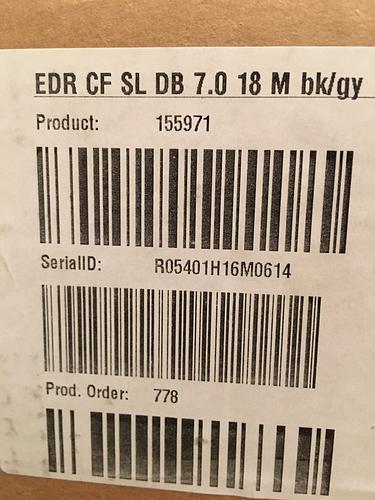 EDR CF SL DB 7.0 18 M bk/gy
Product: 155971
SerialID: R05401H16M0614
Prod. Order: 778